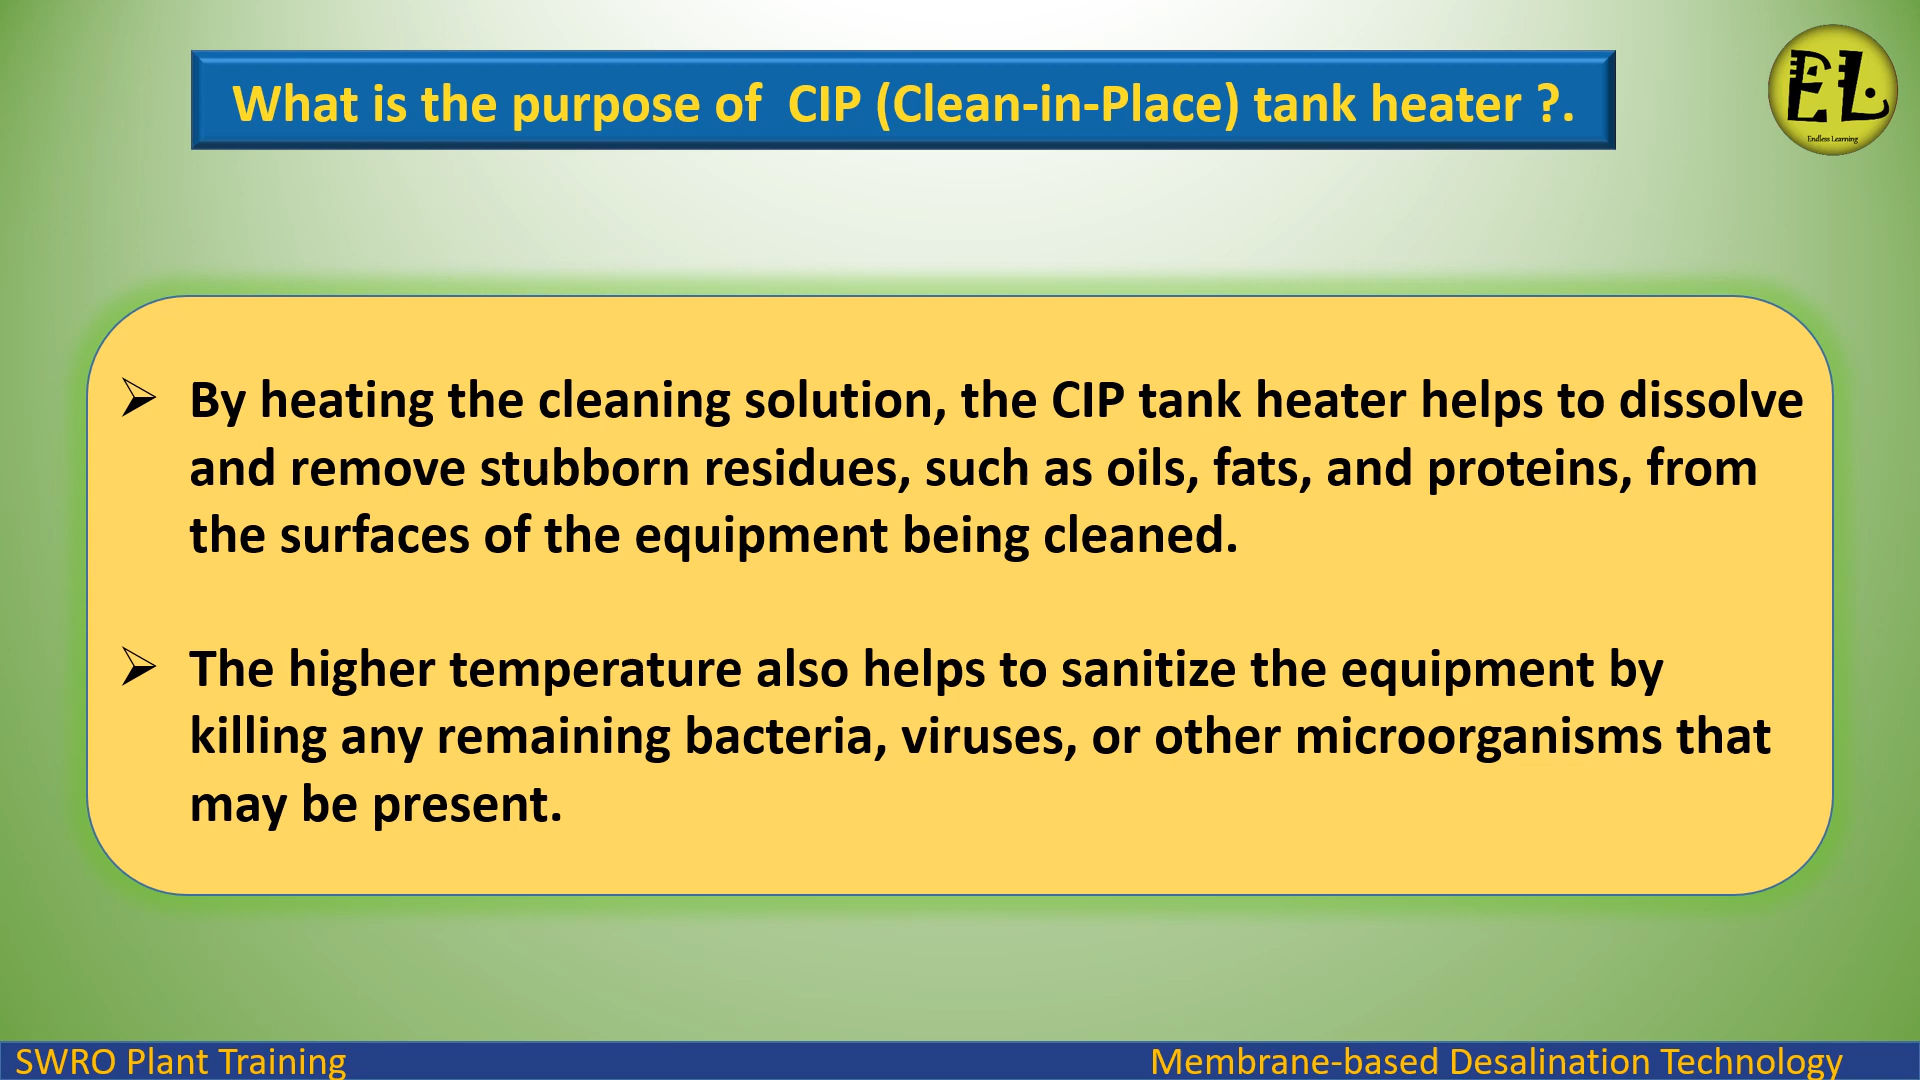 What is the purpose of  CIP (Clean-in-Place) tank heater ?.
EL
Endless Learning
By heating the cleaning solution, the CIP tank heater helps to dissolve
and remove stubborn residues, such as oils, fats, and proteins, from
the surfaces of the equipment being cleaned.
The higher temperature also helps to sanitize the equipment by
killing any remaining bacteria, viruses, or other microorganisms that
may be present.
SWRO Plant Training
Membrane-based Desalination Technology